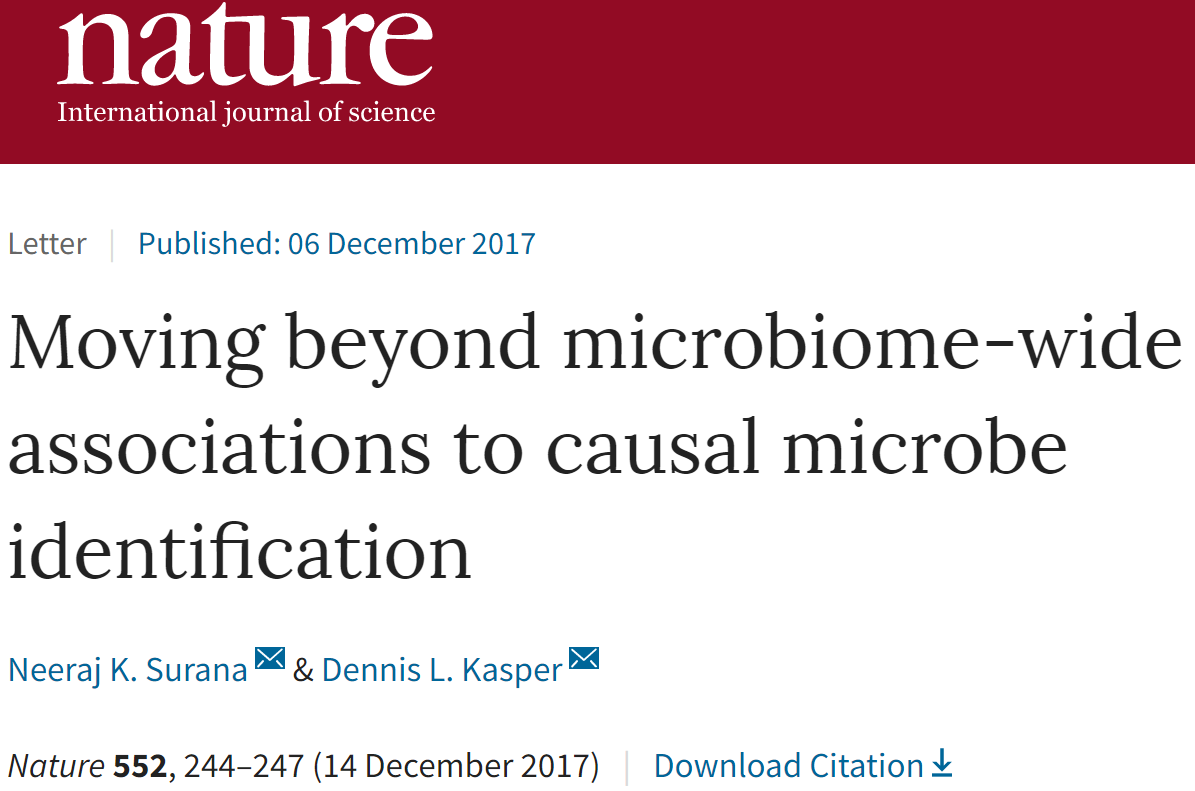 nature
International journal of science
Letter | Published: 06 December 2017
Moving beyond microbiome-wide
associations to causal microbe
identification
Neeraj K. Surana & Dennis L. Kasper
Nature 552, 244–247 (14 December 2017) | Download Citation